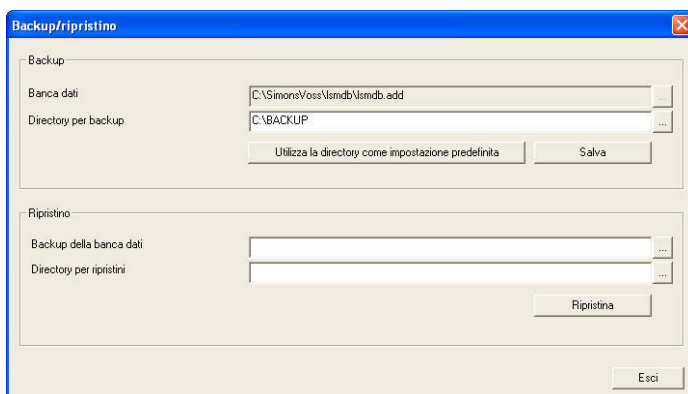 Backup/ripristino
Backup
Banca dati C:\SimonsVoss\lsmdb\lsmdb.add ...
Directory per backup C:\BACKUP ...
Utilizza la directory come impostazione predefinita Salva
Ripristino
Backup della banca dati ...
Directory per ripristini ...
Ripristina
Esci